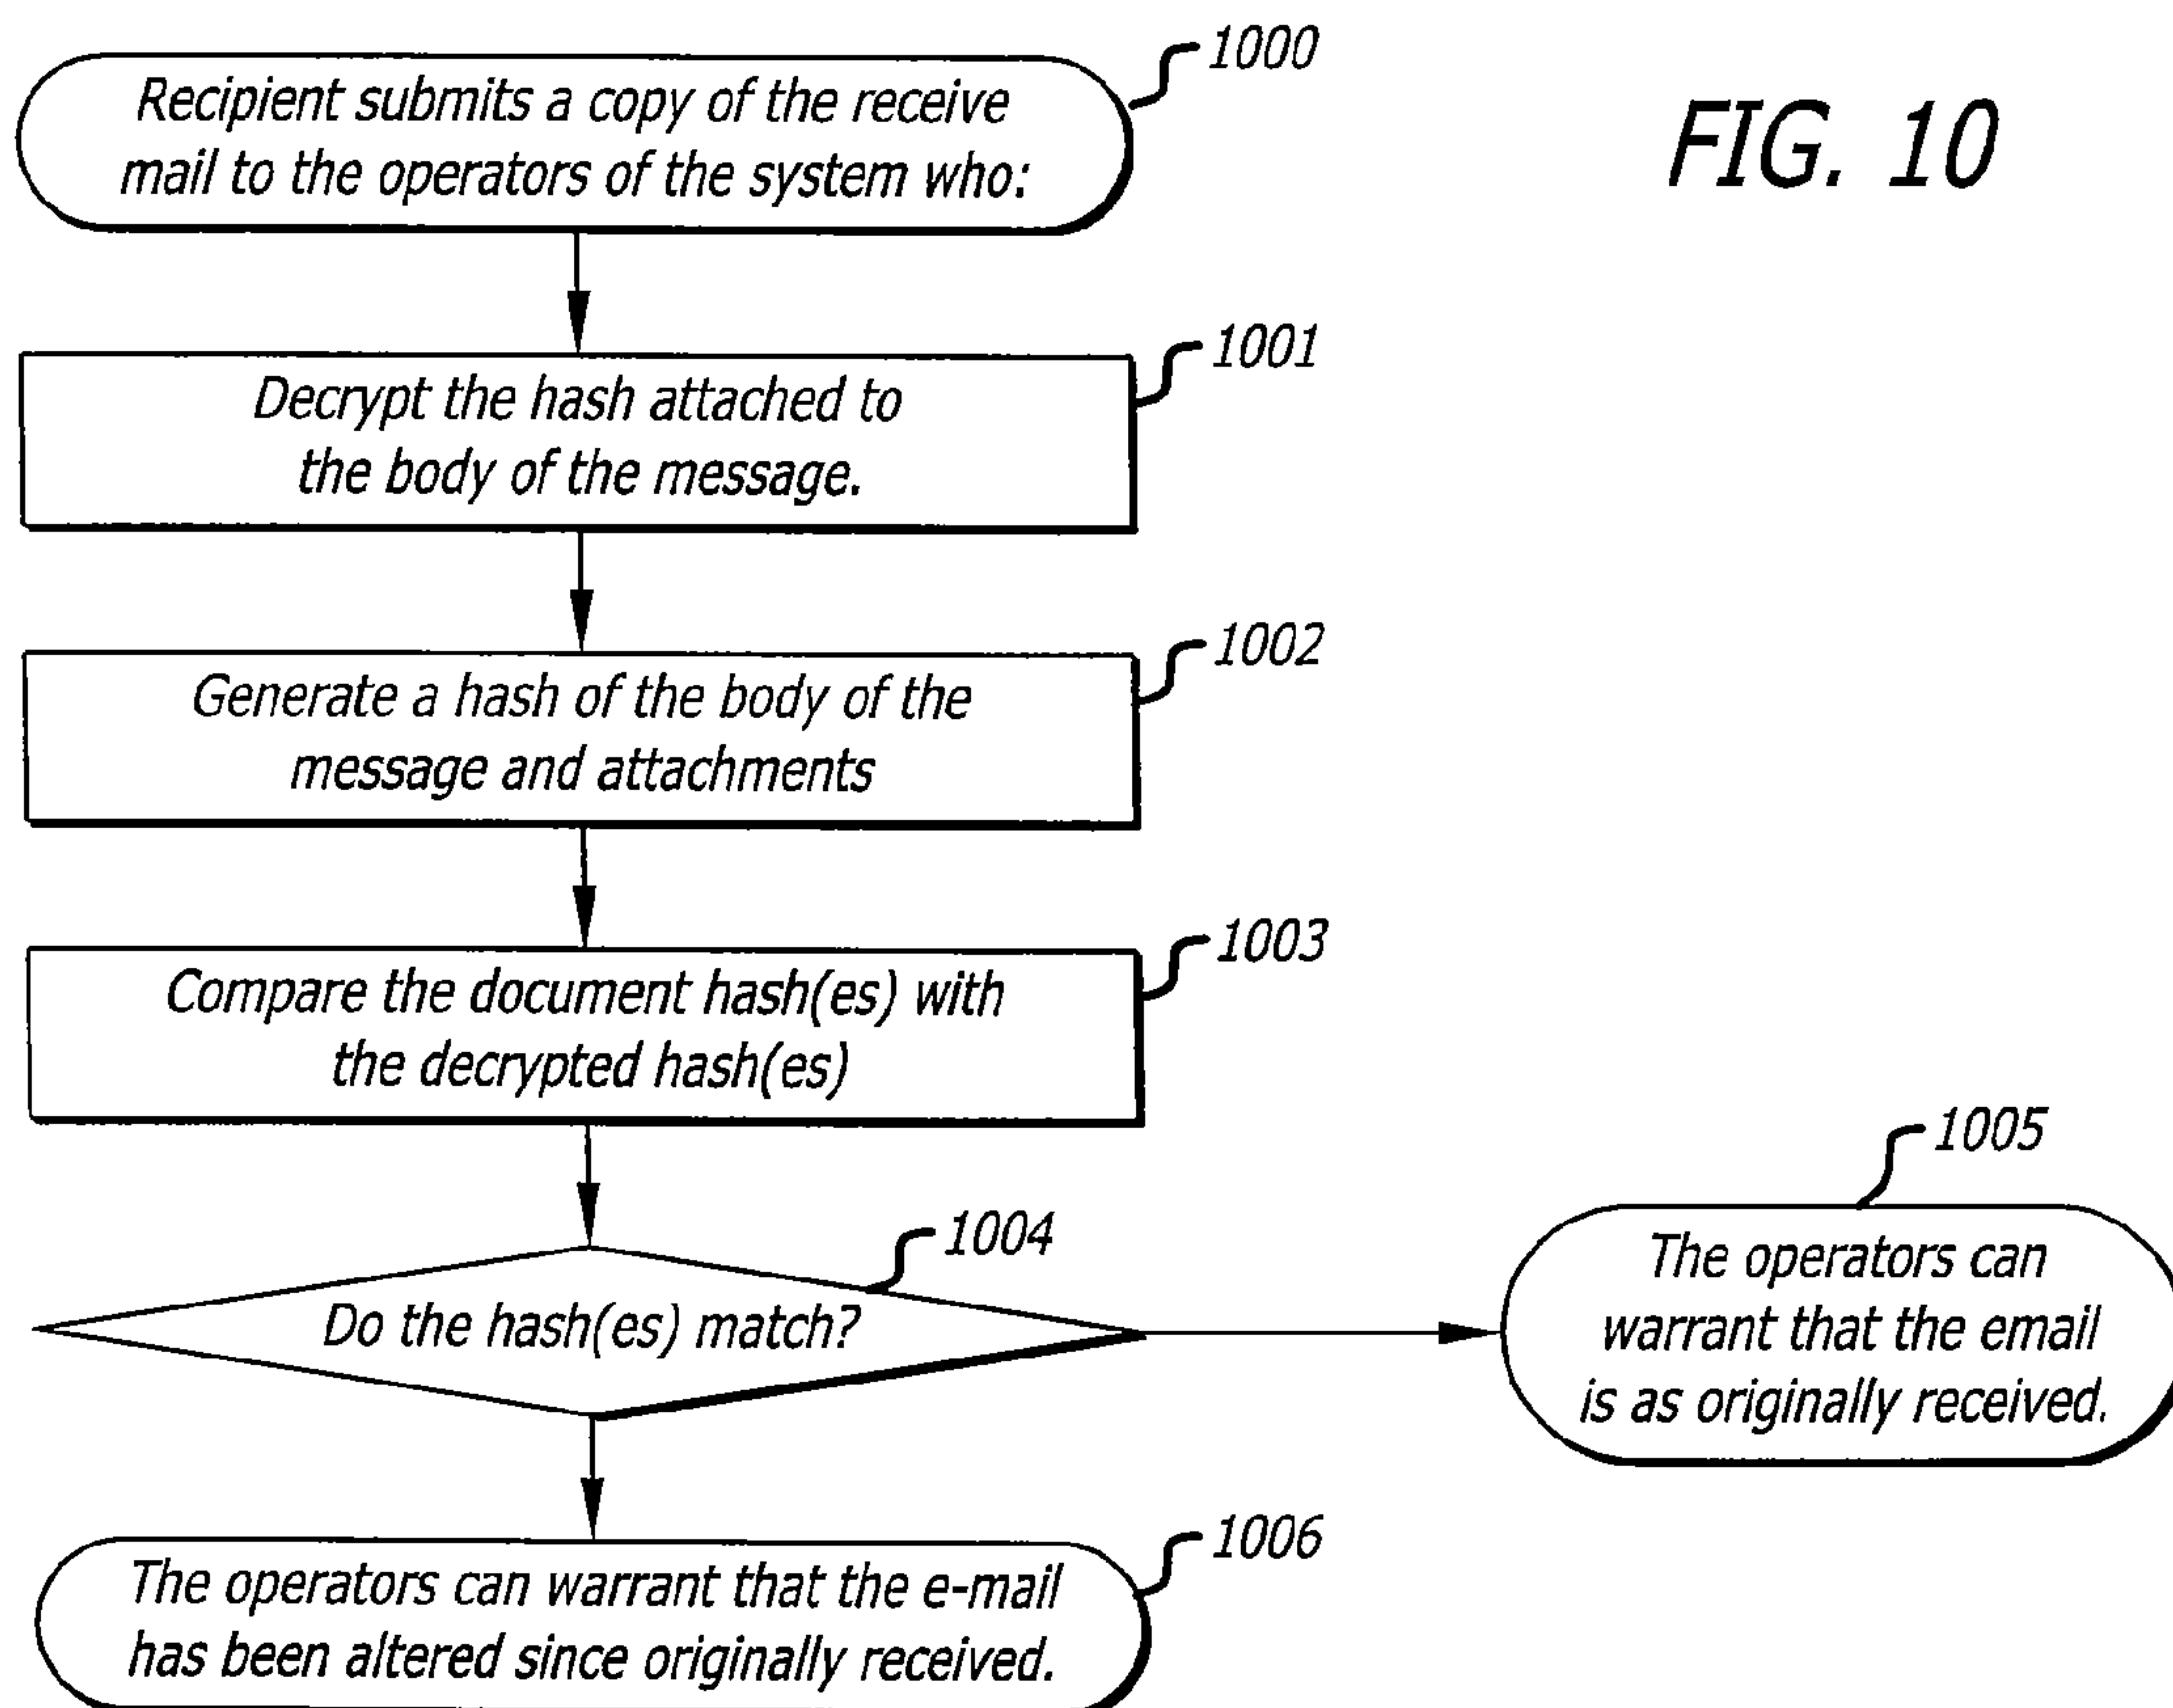 1000
FIG. 10
Recipient submits a copy of the receive
mail to the operators of the system who:
1001
Decrypt the hash attached to
the body of the message.
1002
Generate a hash of the body of the
message and attachments
1003
Compare the document hash(es) with
the decrypted hash(es)
1004
Do the hash(es) match?
1005
The operators can
warrant that the email
is as originally received.
1006
The operators can warrant that the e-mail
has been altered since originally received.